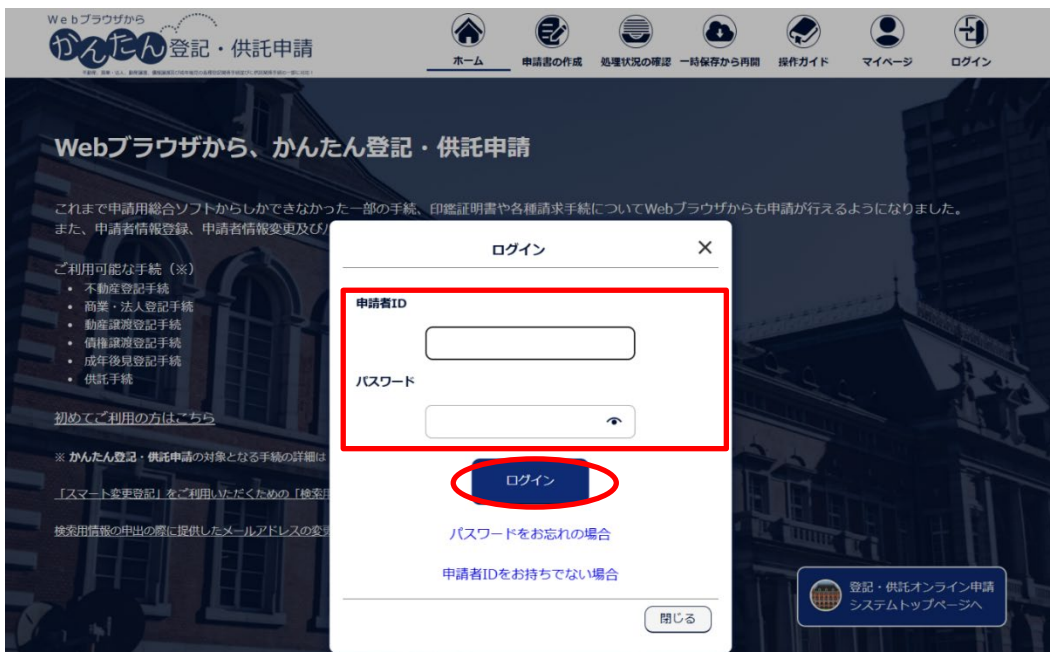 Webブラウザから
かんたん登記・供託申請
ホーム
申請書の作成
処理状況の確認
一時保存から再開
操作ガイド
マイページ
ログイン
Webブラウザから、かんたん登記・供託申請
これまで申請用総合ソフトからしかできなかった一部の手続、印鑑証明書や各種請求手続についてWebブラウザからも申請が行えるようになりました。
また、申請者情報登録、申請者情報変更及び
ご利用可能な手続（※）
• 不動産登記手続
• 商業・法人登記手続
• 動産譲渡登記手続
• 債権譲渡登記手続
• 成年後見登記手続
• 供託手続
初めてご利用の方はこちら
※ かんたん登記・供託申請の対象となる手続の詳細は
「スマート変更登記」をご利用いただくための「検索用
検索用情報の申出の際に提供したメールアドレスの変
ログイン
×
申請者ID
パスワード
ログイン
パスワードをお忘れの場合
申請者IDをお持ちでない場合
閉じる
登記・供託オンライン申請
システムトップページへ